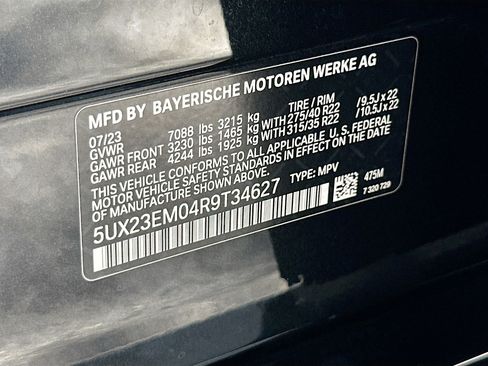 MFD BY BAYERISCHE MOTOREN WERKE AG
07/23 TIRE / RIM
GVWR 7088 lbs 3215 kg
GAWR FRONT 3230 lbs 1465 kg WITH 275/40 R22 / 9.5J x 22
GAWR REAR 4244 lbs 1925 kg WITH 315/35 R22 / 10.5J x 22
THIS VEHICLE CONFORMS TO ALL APPLICABLE U.S. FEDERAL
MOTOR VEHICLE SAFETY STANDARDS IN EFFECT ON THE DATE
OF MANUFACTURE SHOWN ABOVE.
TYPE: MPV
5UX23EM04R9T34627
475M
7 320 729